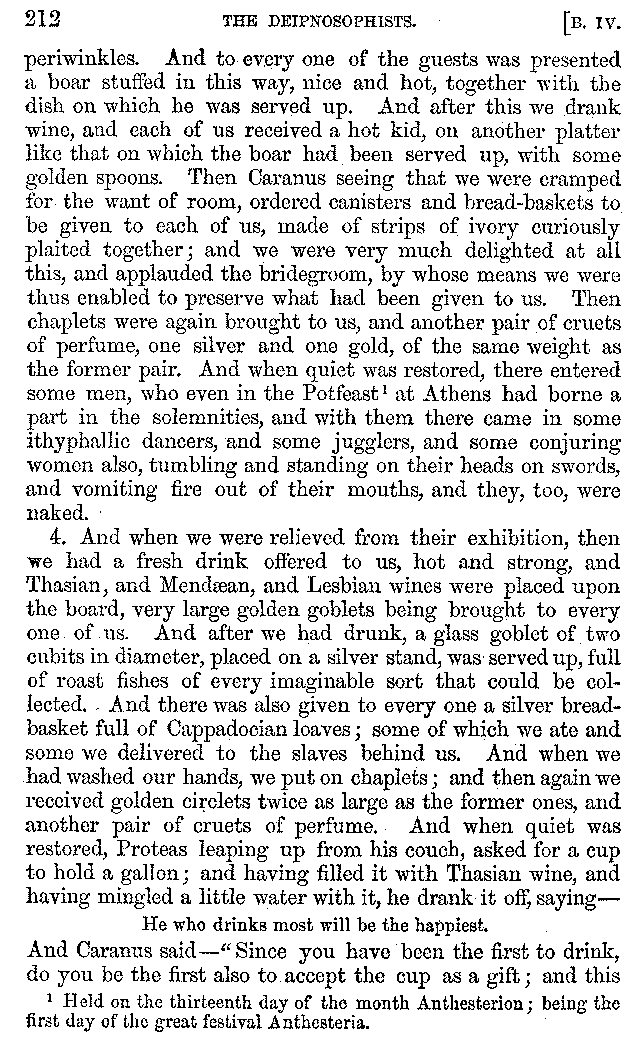 212 THE DEIPNOSOPHISTS. [B. IV.
periwinkles. And to every one of the guests was presented
a boar stuffed in this way, nice and hot, together with the
dish on which he was served up. And after this we drank
wine, and each of us received a hot kid, on another platter
like that on which the boar had been served up, with some
golden spoons. Then Caranus seeing that we were cramped
for the want of room, ordered canisters and bread-baskets to
be given to each of us, made of strips of ivory curiously
plaited together; and we were very much delighted at all
this, and applauded the bridegroom, by whose means we were
thus enabled to preserve what had been given to us. Then
chaplets were again brought to us, and another pair of cruets
of perfume, one silver and one gold, of the same weight as
the former pair. And when quiet was restored, there entered
some men, who even in the Potfeast¹ at Athens had borne a
part in the solemnities, and with them there came in some
ithyphallic dancers, and some jugglers, and some conjuring
women also, tumbling and standing on their heads on swords,
and vomiting fire out of their mouths, and they, too, were
naked.
4. And when we were relieved from their exhibition, then
we had a fresh drink offered to us, hot and strong, and
Thasian, and Mendæan, and Lesbian wines were placed upon
the board, very large golden goblets being brought to every
one of us. And after we had drunk, a glass goblet of two
cubits in diameter, placed on a silver stand, was served up, full
of roast fishes of every imaginable sort that could be col-
lected. And there was also given to every one a silver bread-
basket full of Cappadocian loaves; some of which we ate and
some we delivered to the slaves behind us. And when we
had washed our hands, we put on chaplets; and then again we
received golden circlets twice as large as the former ones, and
another pair of cruets of perfume. And when quiet was
restored, Proteas leaping up from his couch, asked for a cup
to hold a gallon; and having filled it with Thasian wine, and
having mingled a little water with it, he drank it off, saying—
He who drinks most will be the happiest.
And Caranus said—“Since you have been the first to drink,
do you be the first also to accept the cup as a gift; and this
¹ Held on the thirteenth day of the month Anthesterion; being the
first day of the great festival Anthesteria.